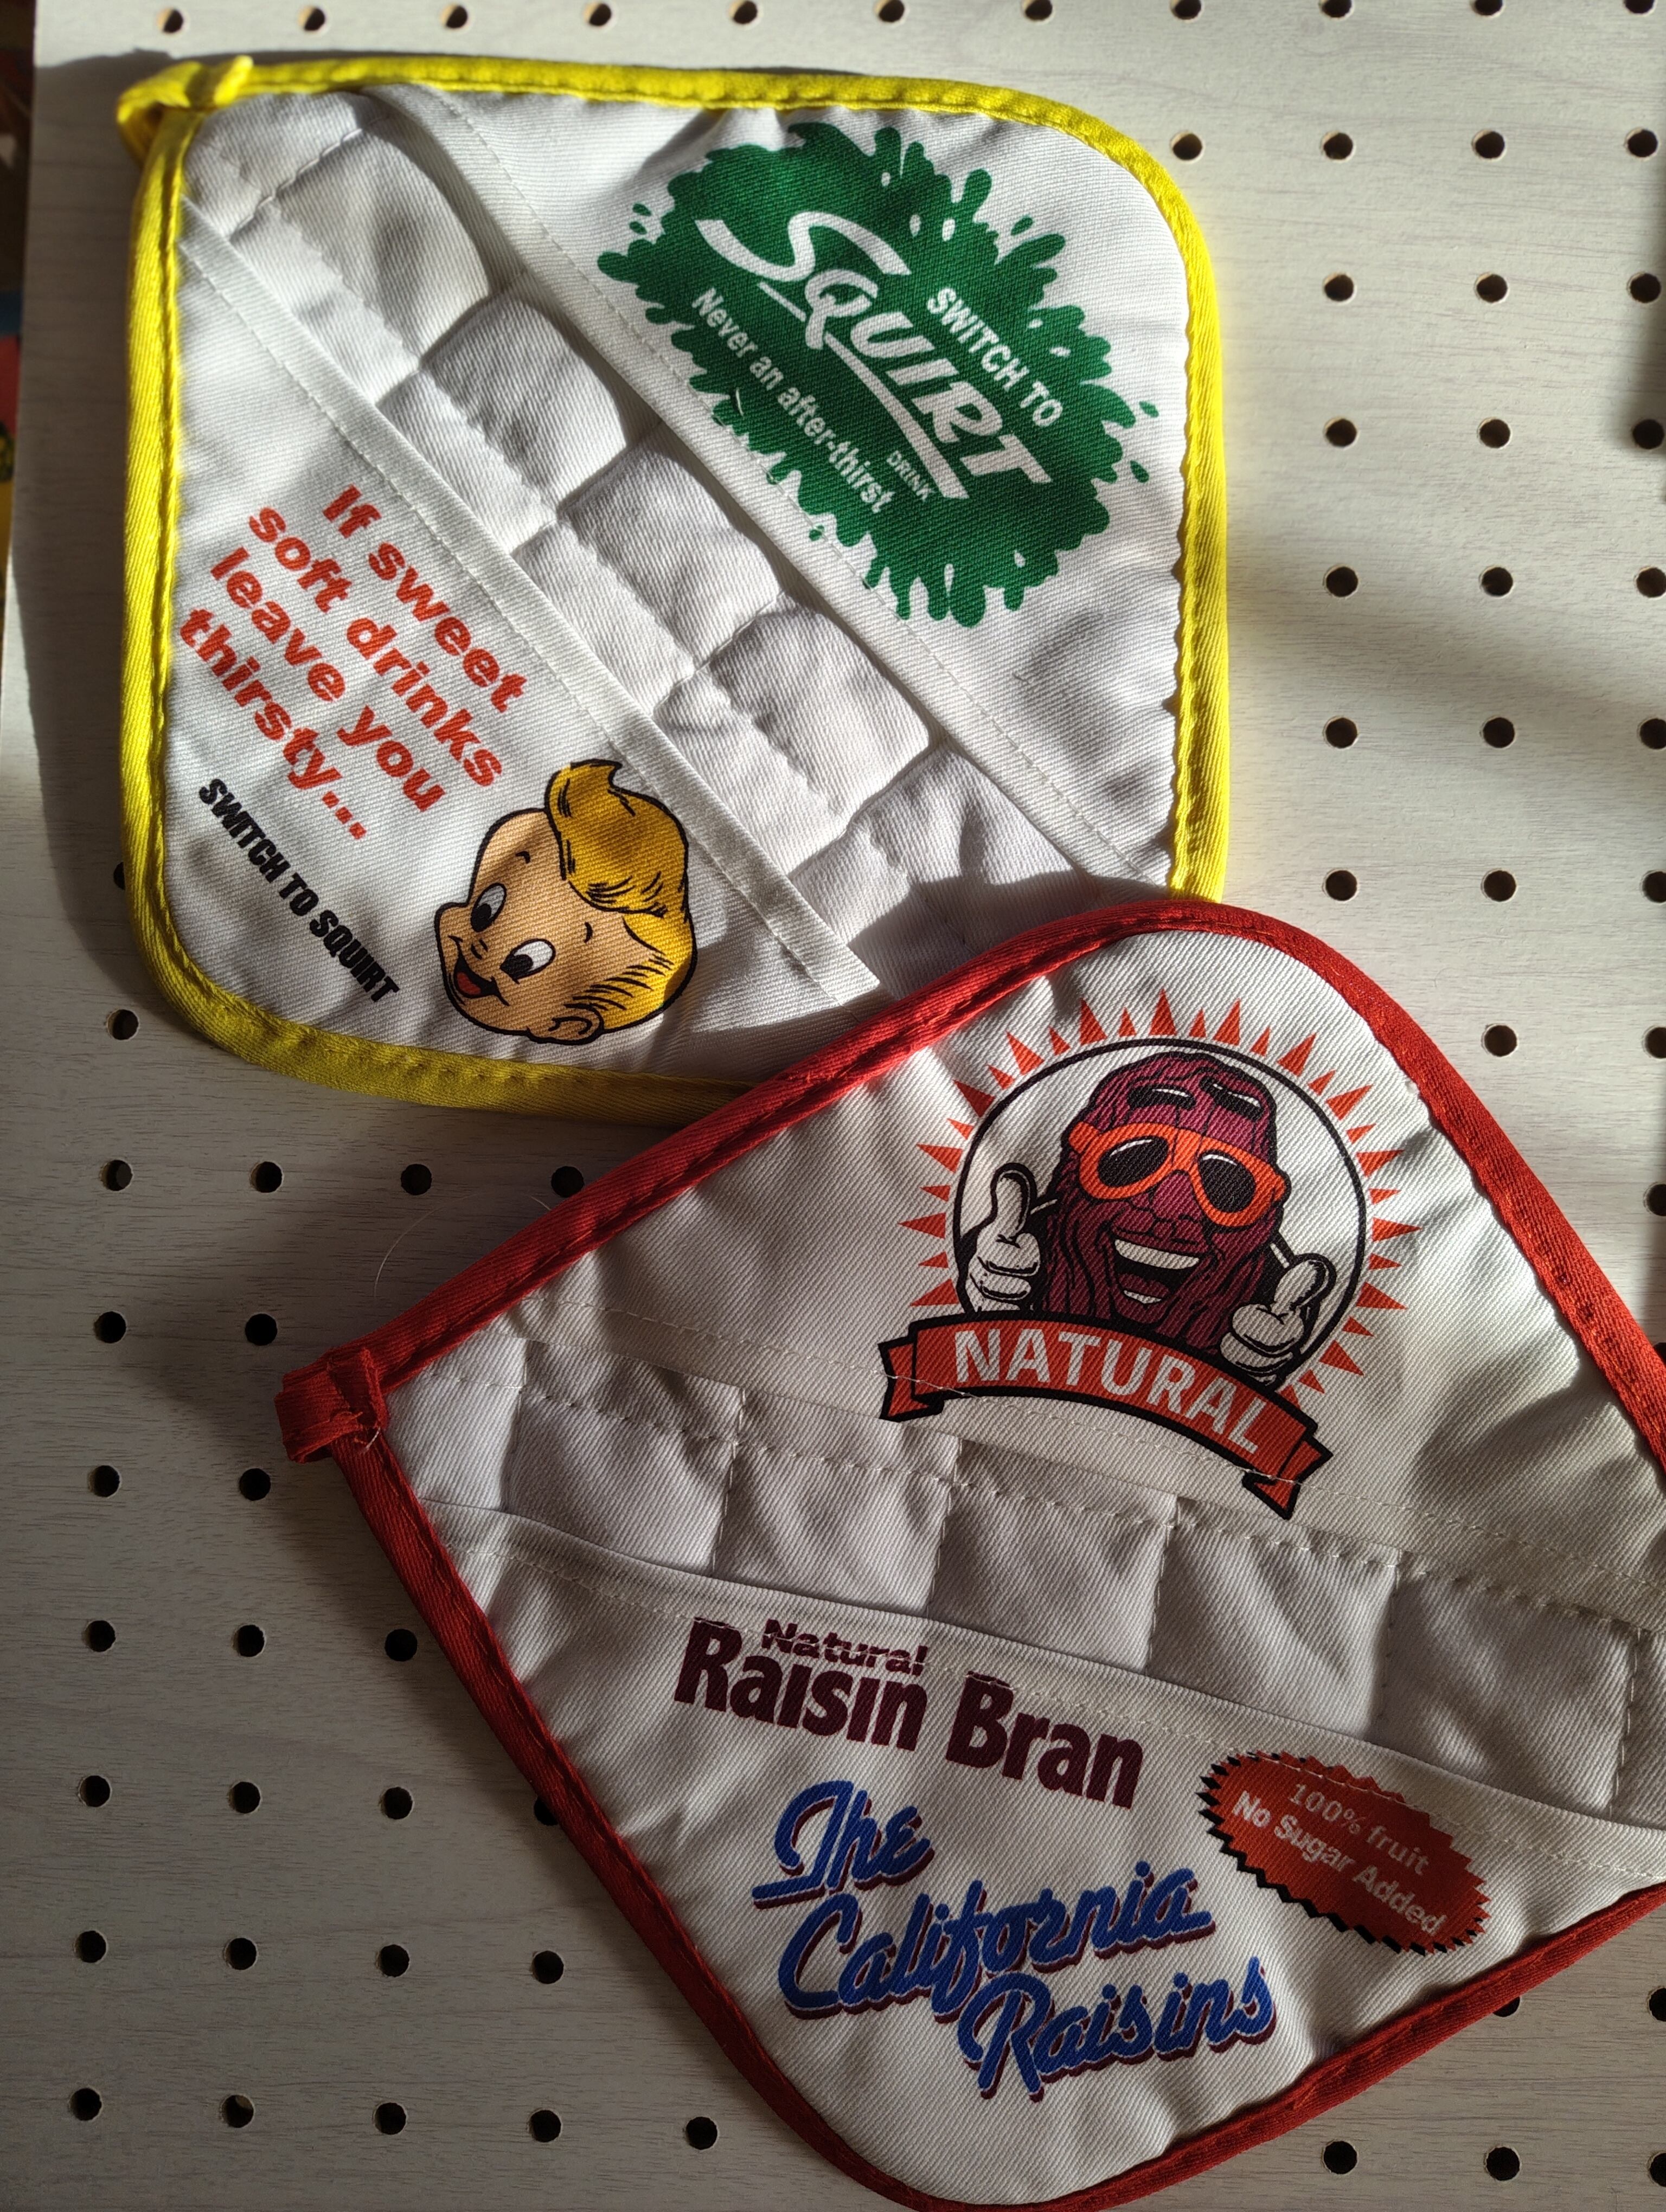 SWITCH TO
SQUIRT
DRINK
Never an after-thirst
If sweet
soft drinks
leave you
thirsty...
SWITCH TO SQUIRT
NATURAL
Natural
Raisin Bran
The
California
Raisins
100% fruit
No Sugar Added